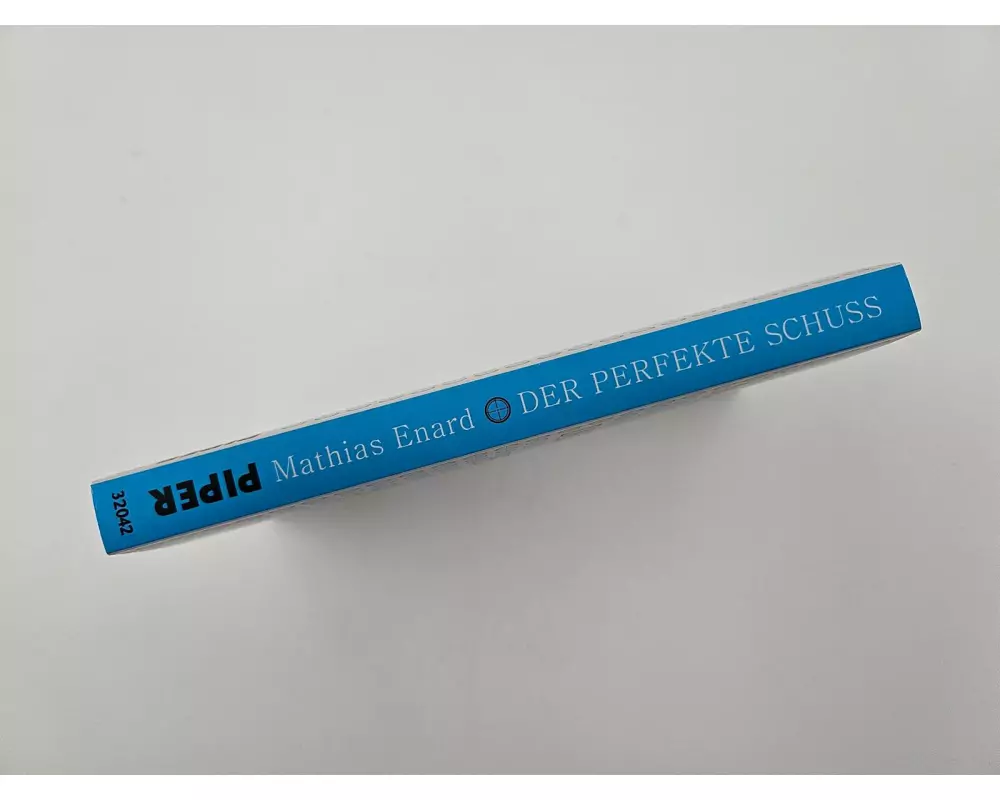 Mathias Enard DER PERFEKTE SCHUSS
PIPER
32042